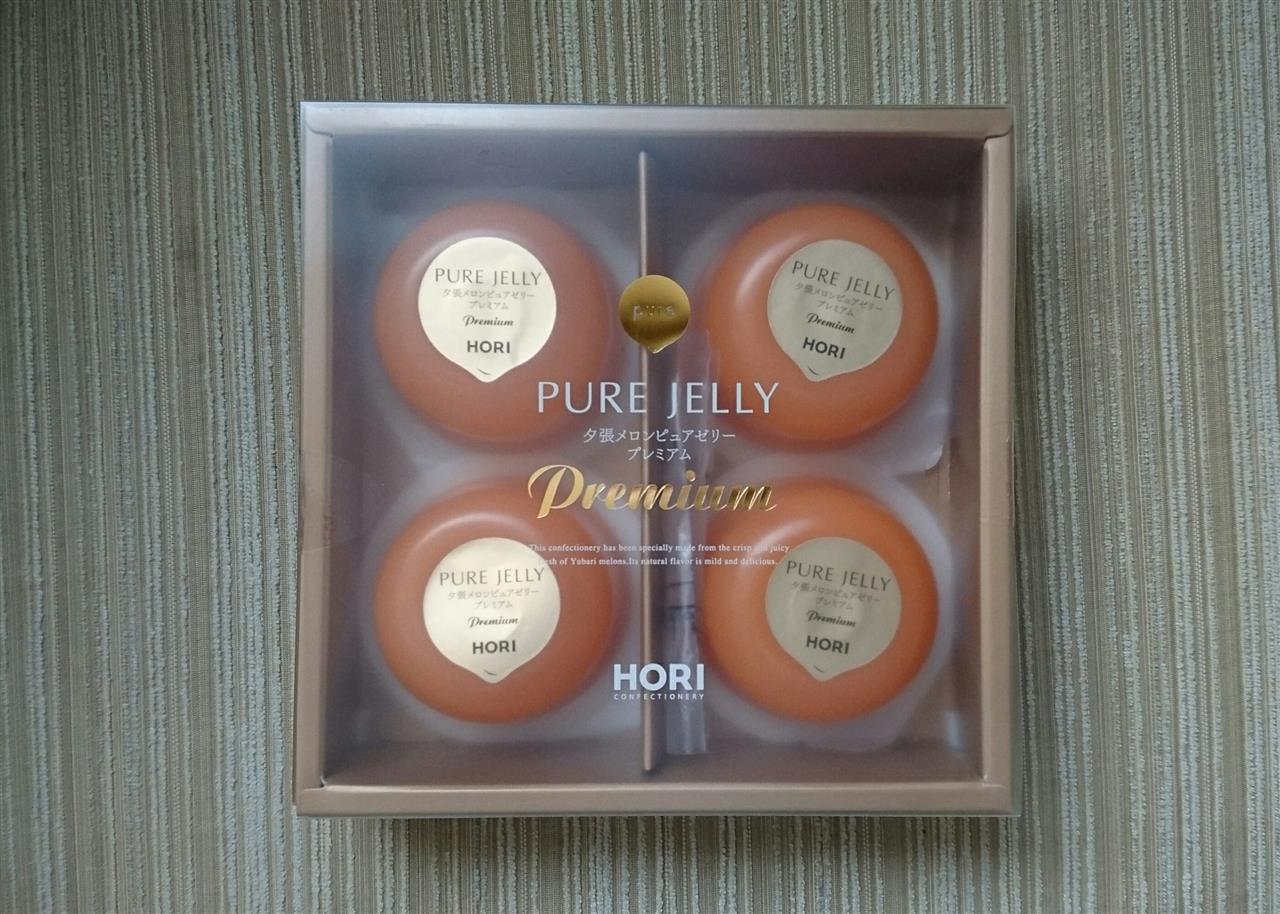 PURE JELLY
夕張メロンピュアゼリー
プレミアム
Premium
HORI
PURE JELLY
夕張メロンピュアゼリー
プレミアム
Premium
HORI
pure
PURE JELLY
夕張メロンピュアゼリー
プレミアム
Premium
This confectionery has been specially made from the crisp and juicy
flesh of Yubari melons.Its natural flavor is mild and delicious.
PURE JELLY
夕張メロンピュアゼリー
プレミアム
Premium
HORI
PURE JELLY
夕張メロンピュアゼリー
プレミアム
Premium
HORI
HORI
CONFECTIONERY